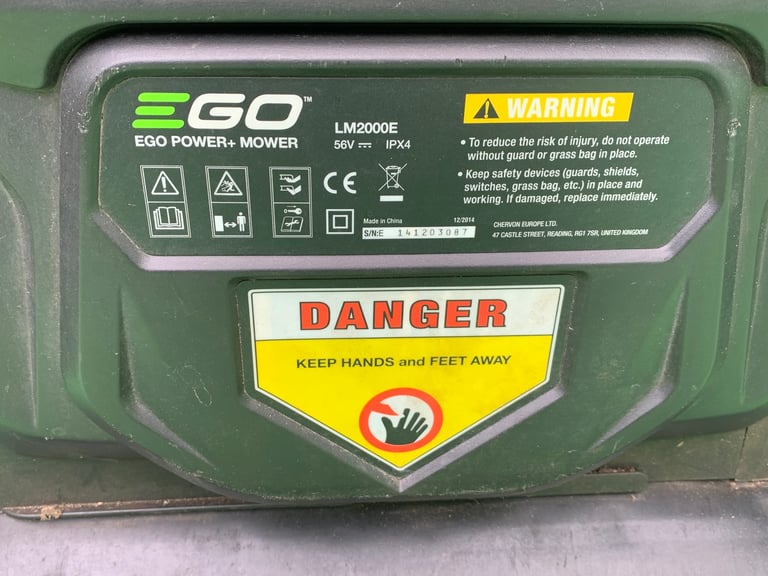 EGO™
EGO POWER+ MOWER
LM2000E
56V ⎓ IPX4
CE
Made in China 12/2014
S/N:E 141203087
WARNING
• To reduce the risk of injury, do not operate
without guard or grass bag in place.
• Keep safety devices (guards, shields,
switches, grass bag, etc.) in place and
working. If damaged, replace immediately.
CHERVON EUROPE LTD.
47 CASTLE STREET, READING, RG1 7SR, UNITED KINGDOM
DANGER
KEEP HANDS and FEET AWAY